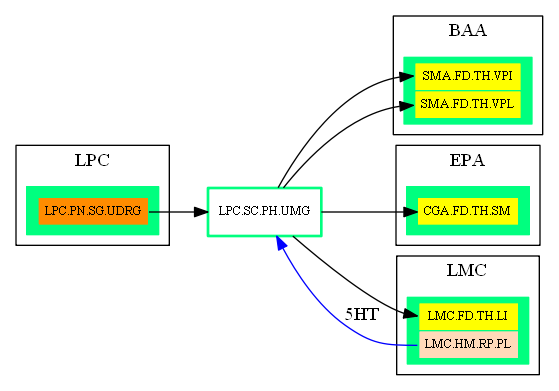 BAA
SMA.FD.TH.VPI
SMA.FD.TH.VPL
LPC
LPC.PN.SG.UDRG
LPC.SC.PH.UMG
EPA
CGA.FD.TH.SM
LMC
LMC.FD.TH.LI
LMC.HM.RP.PL
5HT